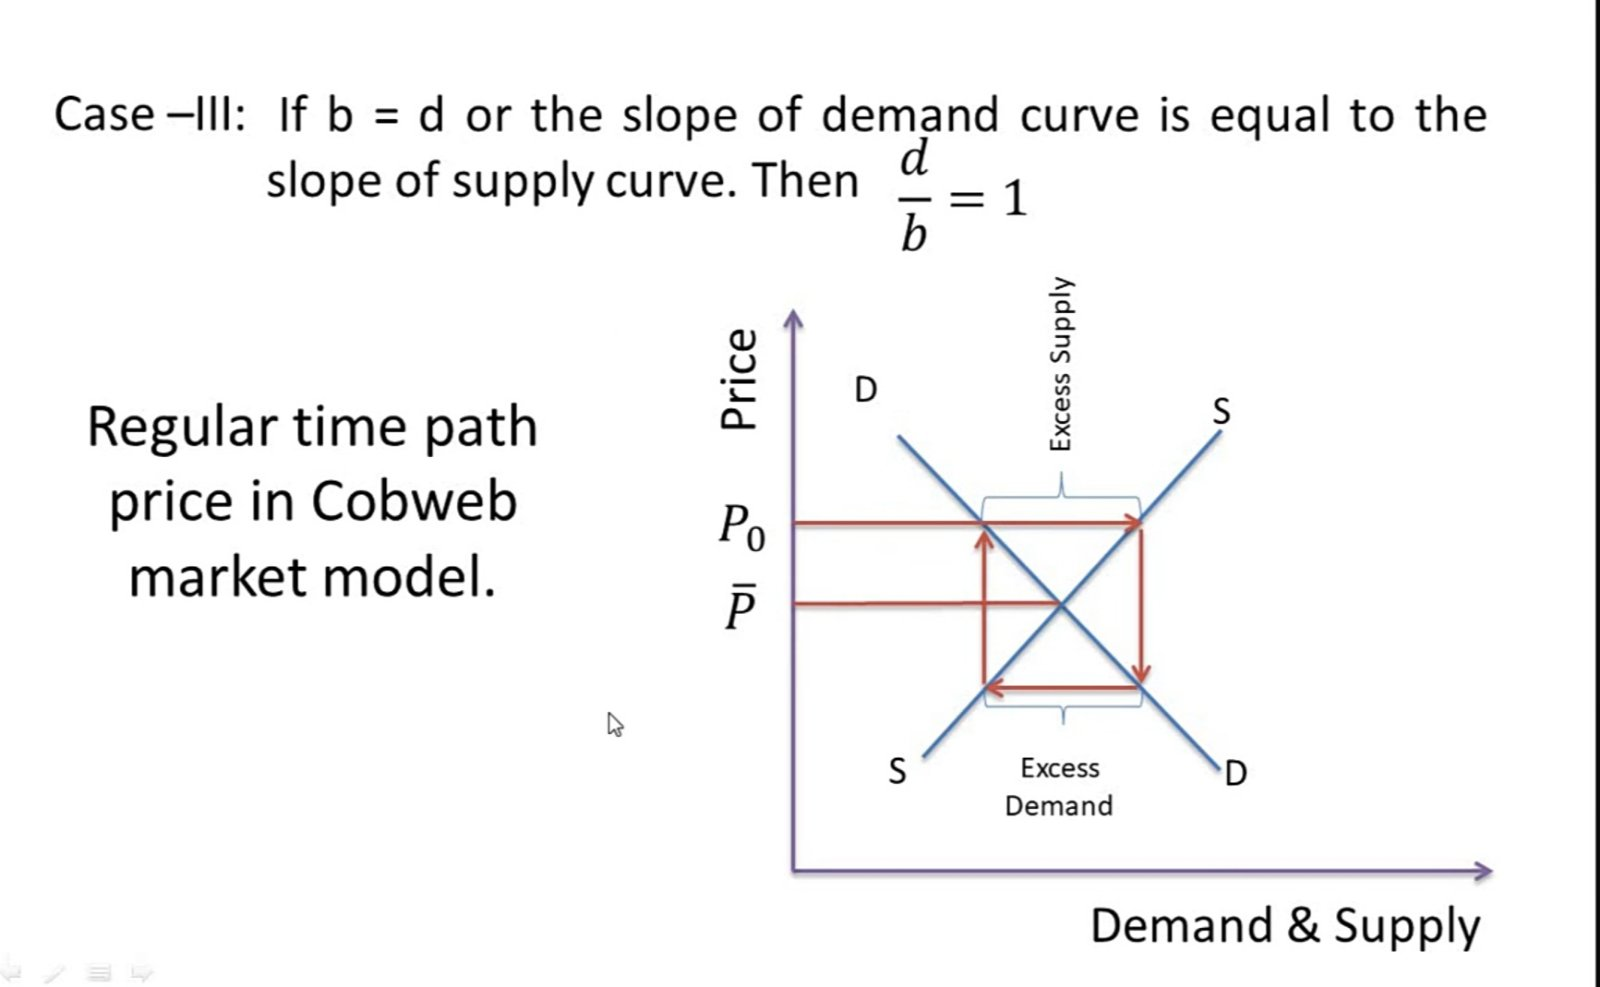 Case –III: If b = d or the slope of demand curve is equal to the
slope of supply curve. Then d/b = 1
Regular time path
price in Cobweb
market model.
Price
D
Excess Supply
S
P₀
P̄
S
Excess
Demand
D
Demand & Supply